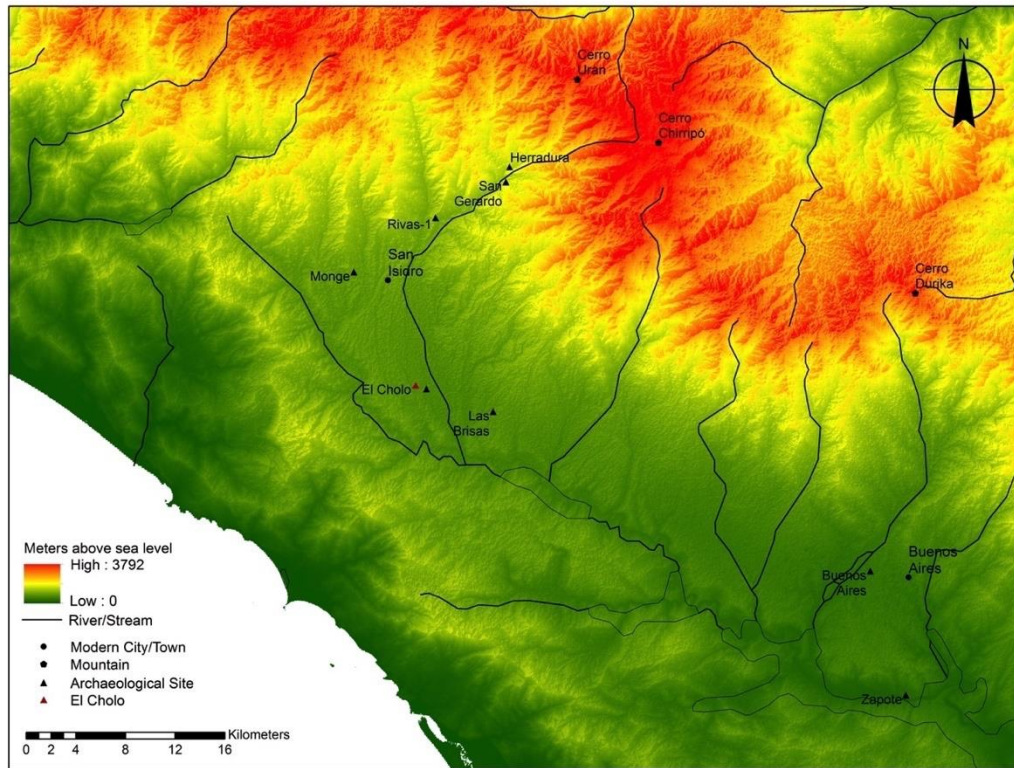 N
Cerro
Uran
Cerro
Chirripó
Herradura
San
Gerardo
Rivas-1
San
Isidro
Monge
Cerro
Durika
El Cholo
Las
Brisas
Buenos
Aires
Buenos
Aires
Zapote
Meters above sea level
High : 3792
Low : 0
River/Stream
Modern City/Town
Mountain
Archaeological Site
El Cholo
0 2 4 8 12 16
Kilometers